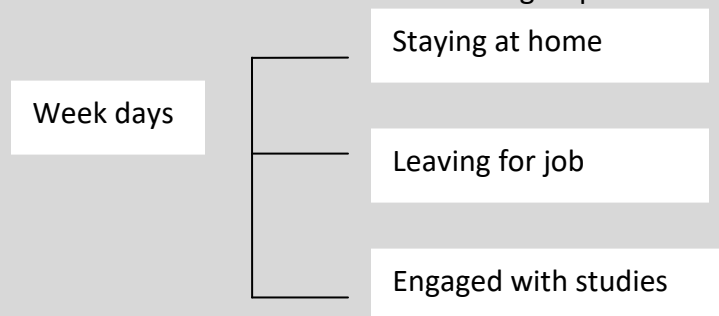 Staying at home
Week days
Leaving for job
Engaged with studies